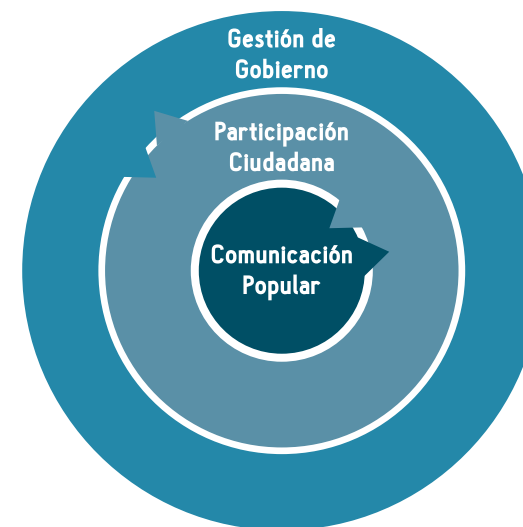 Gestión de
Gobierno
Participación
Ciudadana
Comunicación
Popular